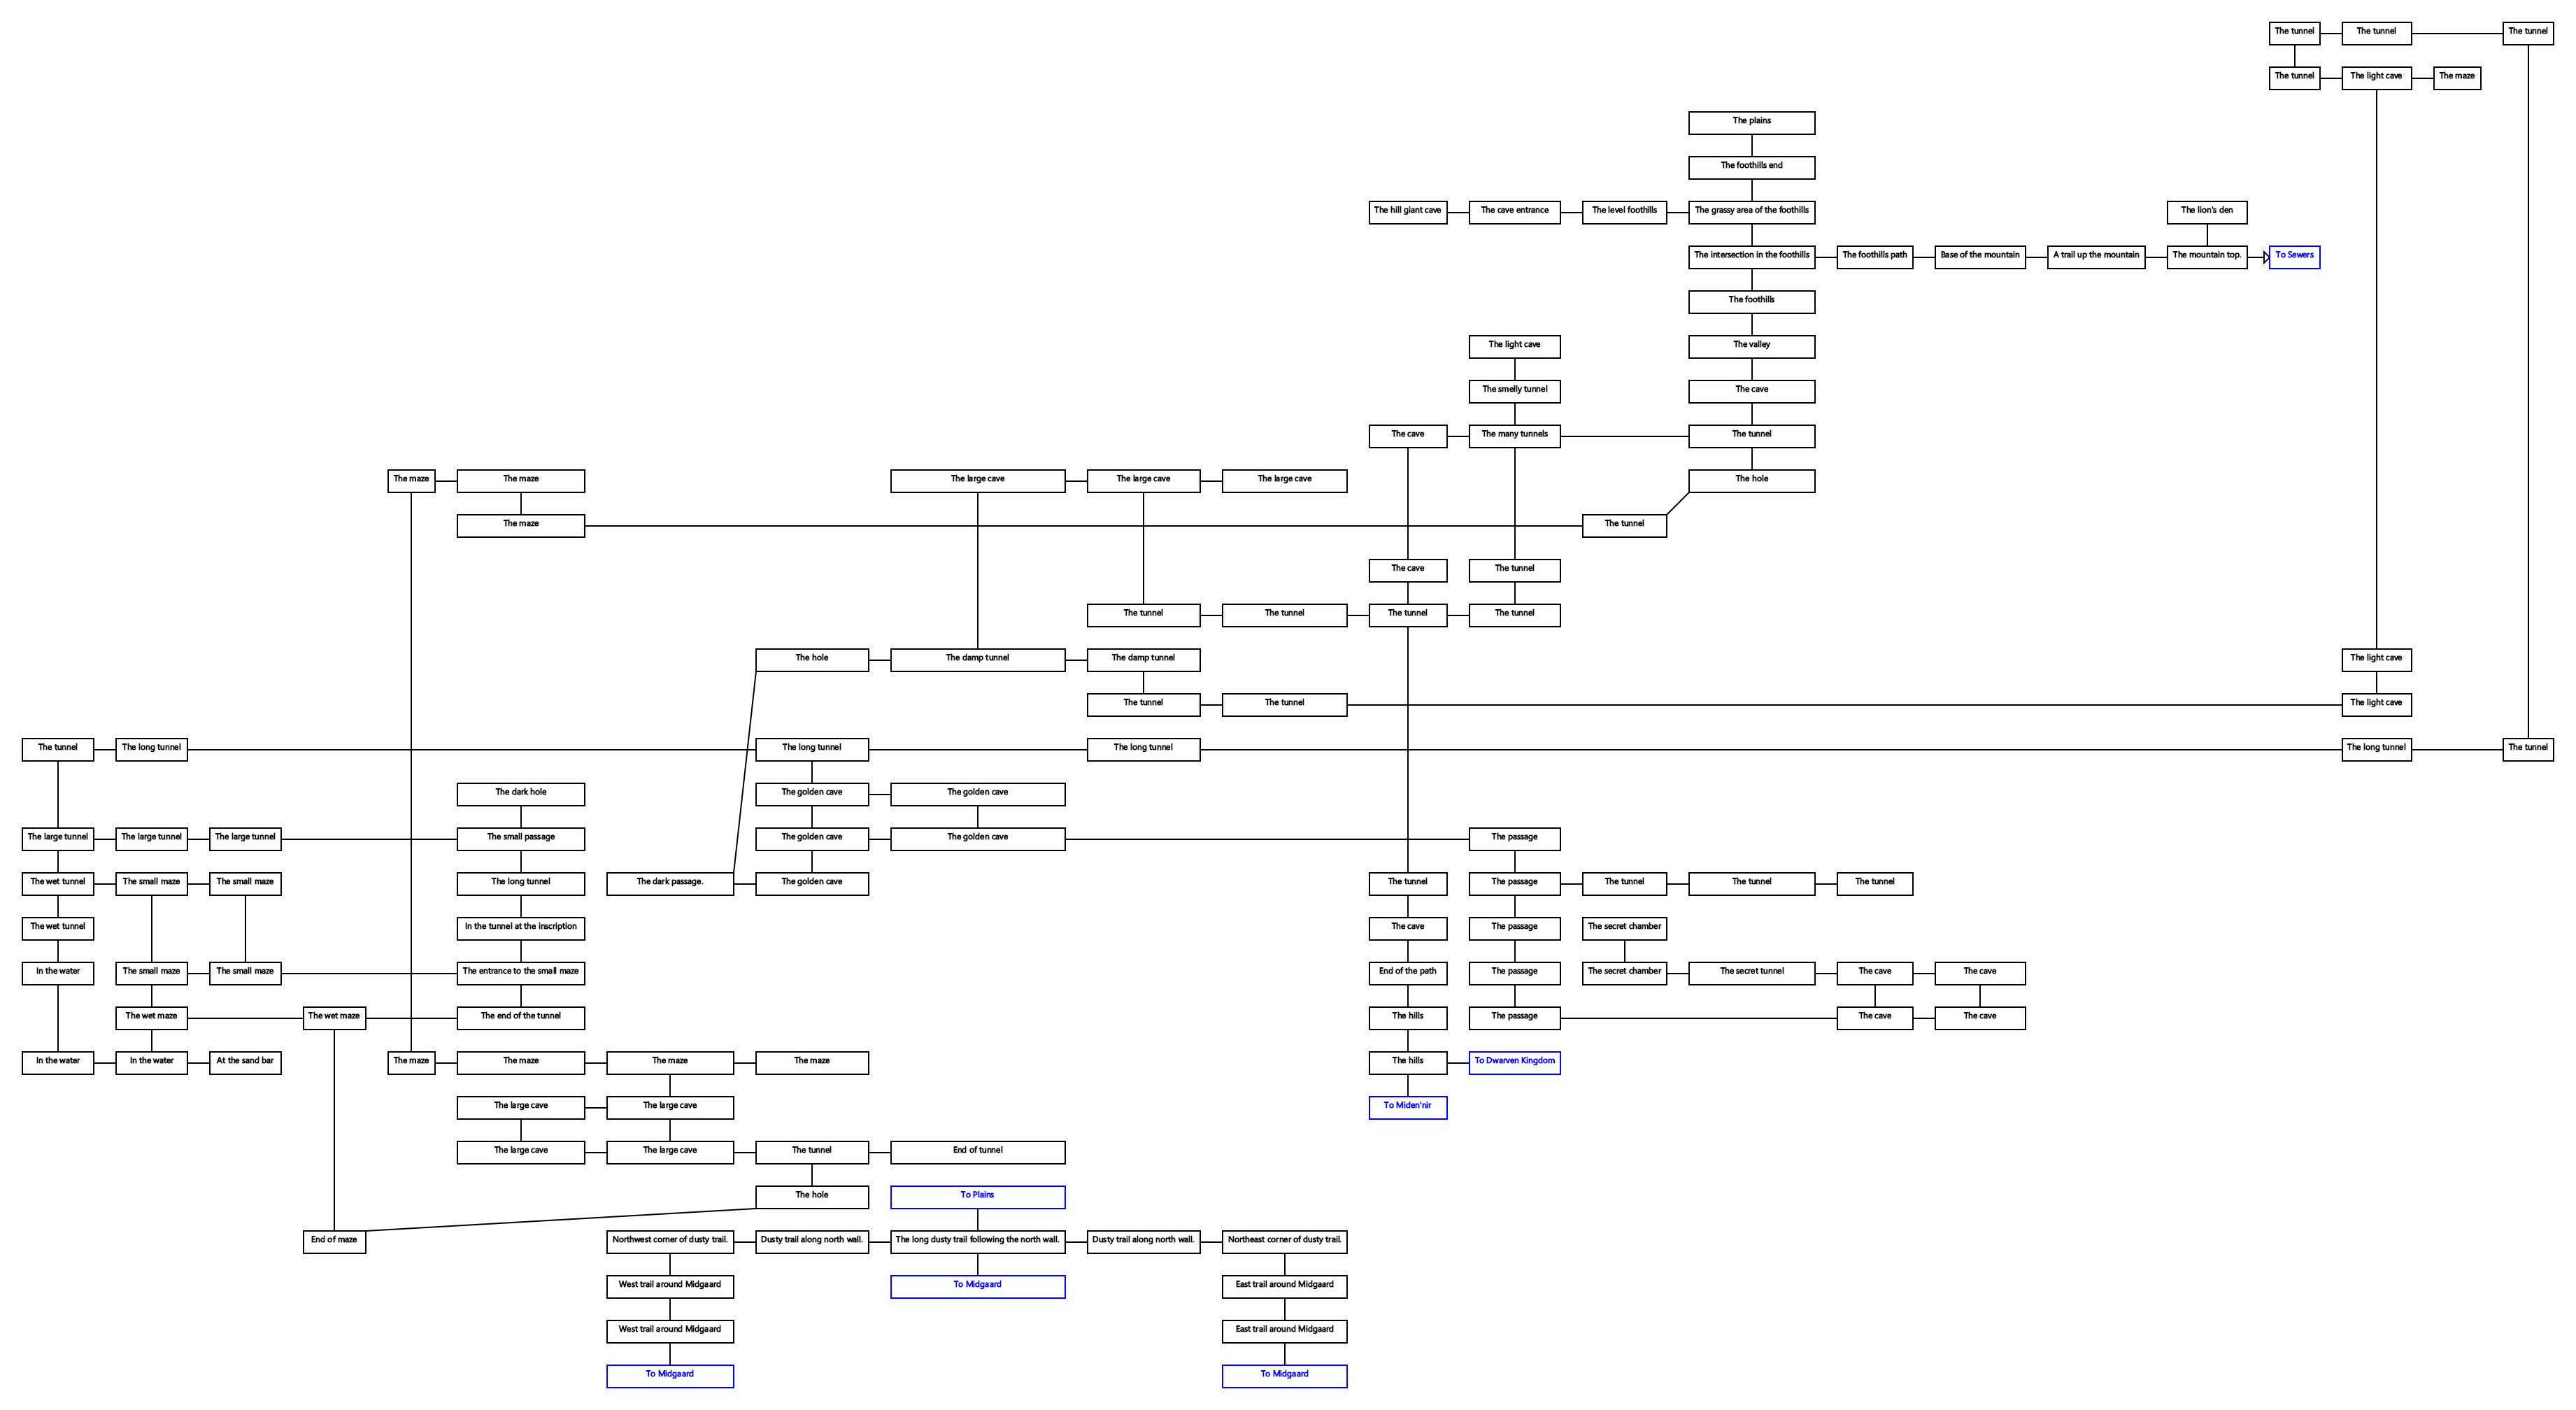 The tunnel
The tunnel
The tunnel
The tunnel
The light cave
The maze
The plains
The foothills end
The hill giant cave
The cave entrance
The level foothills
The grassy area of the foothills
The lion's den
The intersection in the foothills
The foothills path
Base of the mountain
A trail up the mountain
The mountain top.
To Sewers
The foothills
The light cave
The valley
The smelly tunnel
The cave
The cave
The many tunnels
The tunnel
The maze
The maze
The large cave
The large cave
The large cave
The hole
The maze
The tunnel
The cave
The tunnel
The tunnel
The tunnel
The tunnel
The tunnel
The hole
The damp tunnel
The damp tunnel
The light cave
The tunnel
The tunnel
The light cave
The tunnel
The long tunnel
The long tunnel
The long tunnel
The long tunnel
The tunnel
The dark hole
The golden cave
The golden cave
The large tunnel
The large tunnel
The large tunnel
The small passage
The golden cave
The golden cave
The passage
The wet tunnel
The small maze
The small maze
The long tunnel
The dark passage.
The golden cave
The tunnel
The passage
The tunnel
The tunnel
The tunnel
The wet tunnel
In the tunnel at the inscription
The cave
The passage
The secret chamber
In the water
The small maze
The small maze
The entrance to the small maze
End of the path
The passage
The secret chamber
The secret tunnel
The cave
The cave
The wet maze
The wet maze
The end of the tunnel
The hills
The passage
The cave
The cave
In the water
In the water
At the sand bar
The maze
The maze
The maze
The maze
The hills
To Dwarven Kingdom
The large cave
The large cave
To Miden'nir
The large cave
The large cave
The tunnel
End of tunnel
The hole
To Plains
End of maze
Northwest corner of dusty trail.
Dusty trail along north wall.
The long dusty trail following the north wall.
Dusty trail along north wall.
Northeast corner of dusty trail.
West trail around Midgaard
To Midgaard
East trail around Midgaard
West trail around Midgaard
East trail around Midgaard
To Midgaard
To Midgaard